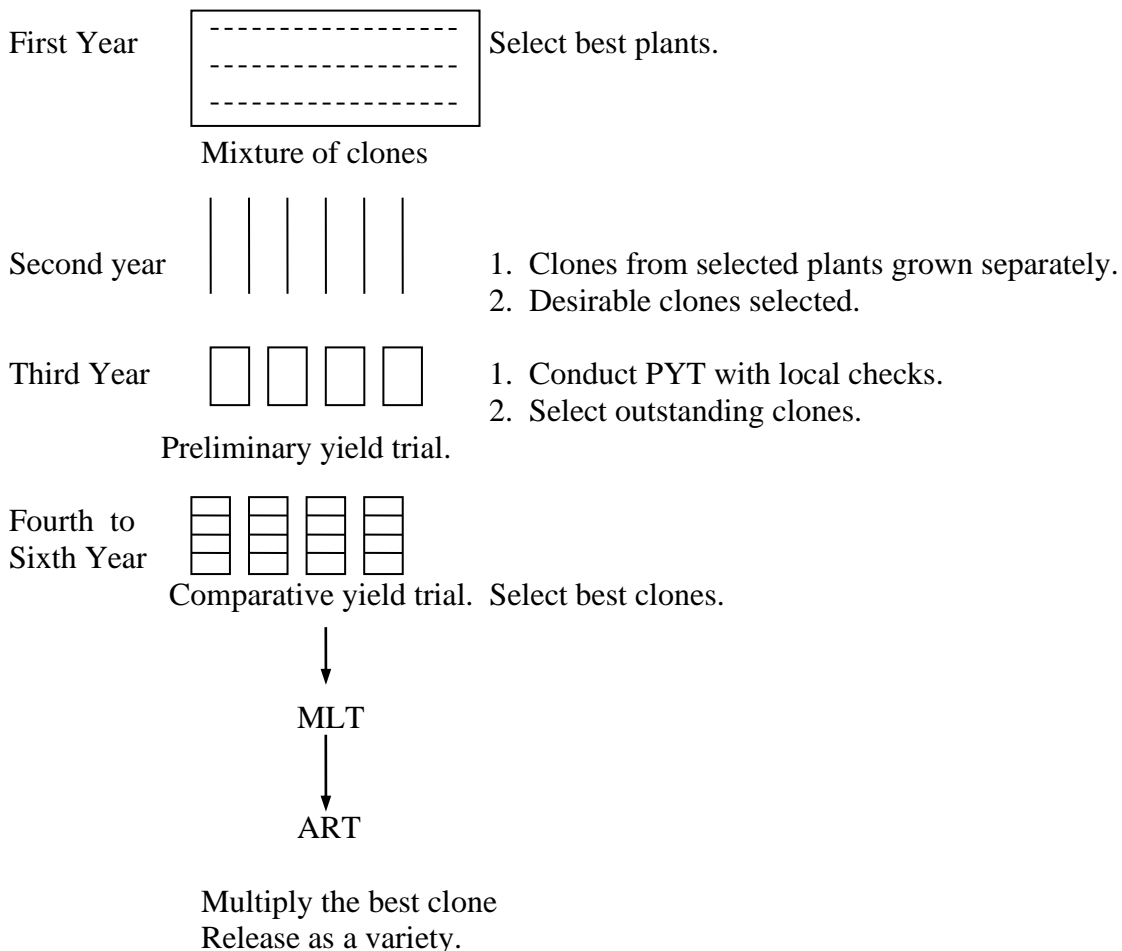 First Year
Select best plants.
Mixture of clones
Second year
1. Clones from selected plants grown separately.
2. Desirable clones selected.
Third Year
1. Conduct PYT with local checks.
2. Select outstanding clones.
Preliminary yield trial.
Fourth to
Sixth Year
Comparative yield trial. Select best clones.
MLT
ART
Multiply the best clone
Release as a variety.